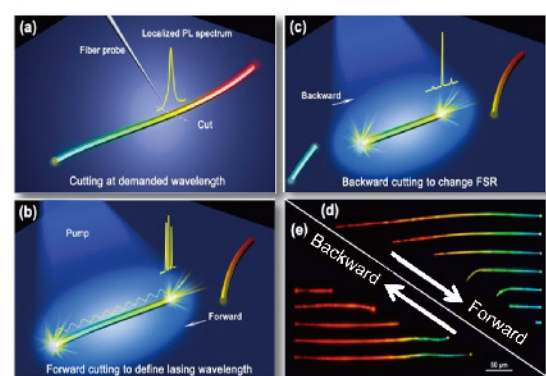 (a)
Localized PL spectrum
Fiber probe
Cut
Cutting at demanded wavelength
(b)
Pump
Forward
Forward cutting to define lasing wavelength
(c)
Backward
Backward cutting to change FSR
(d)
(e)
Backward
Forward
50 μm